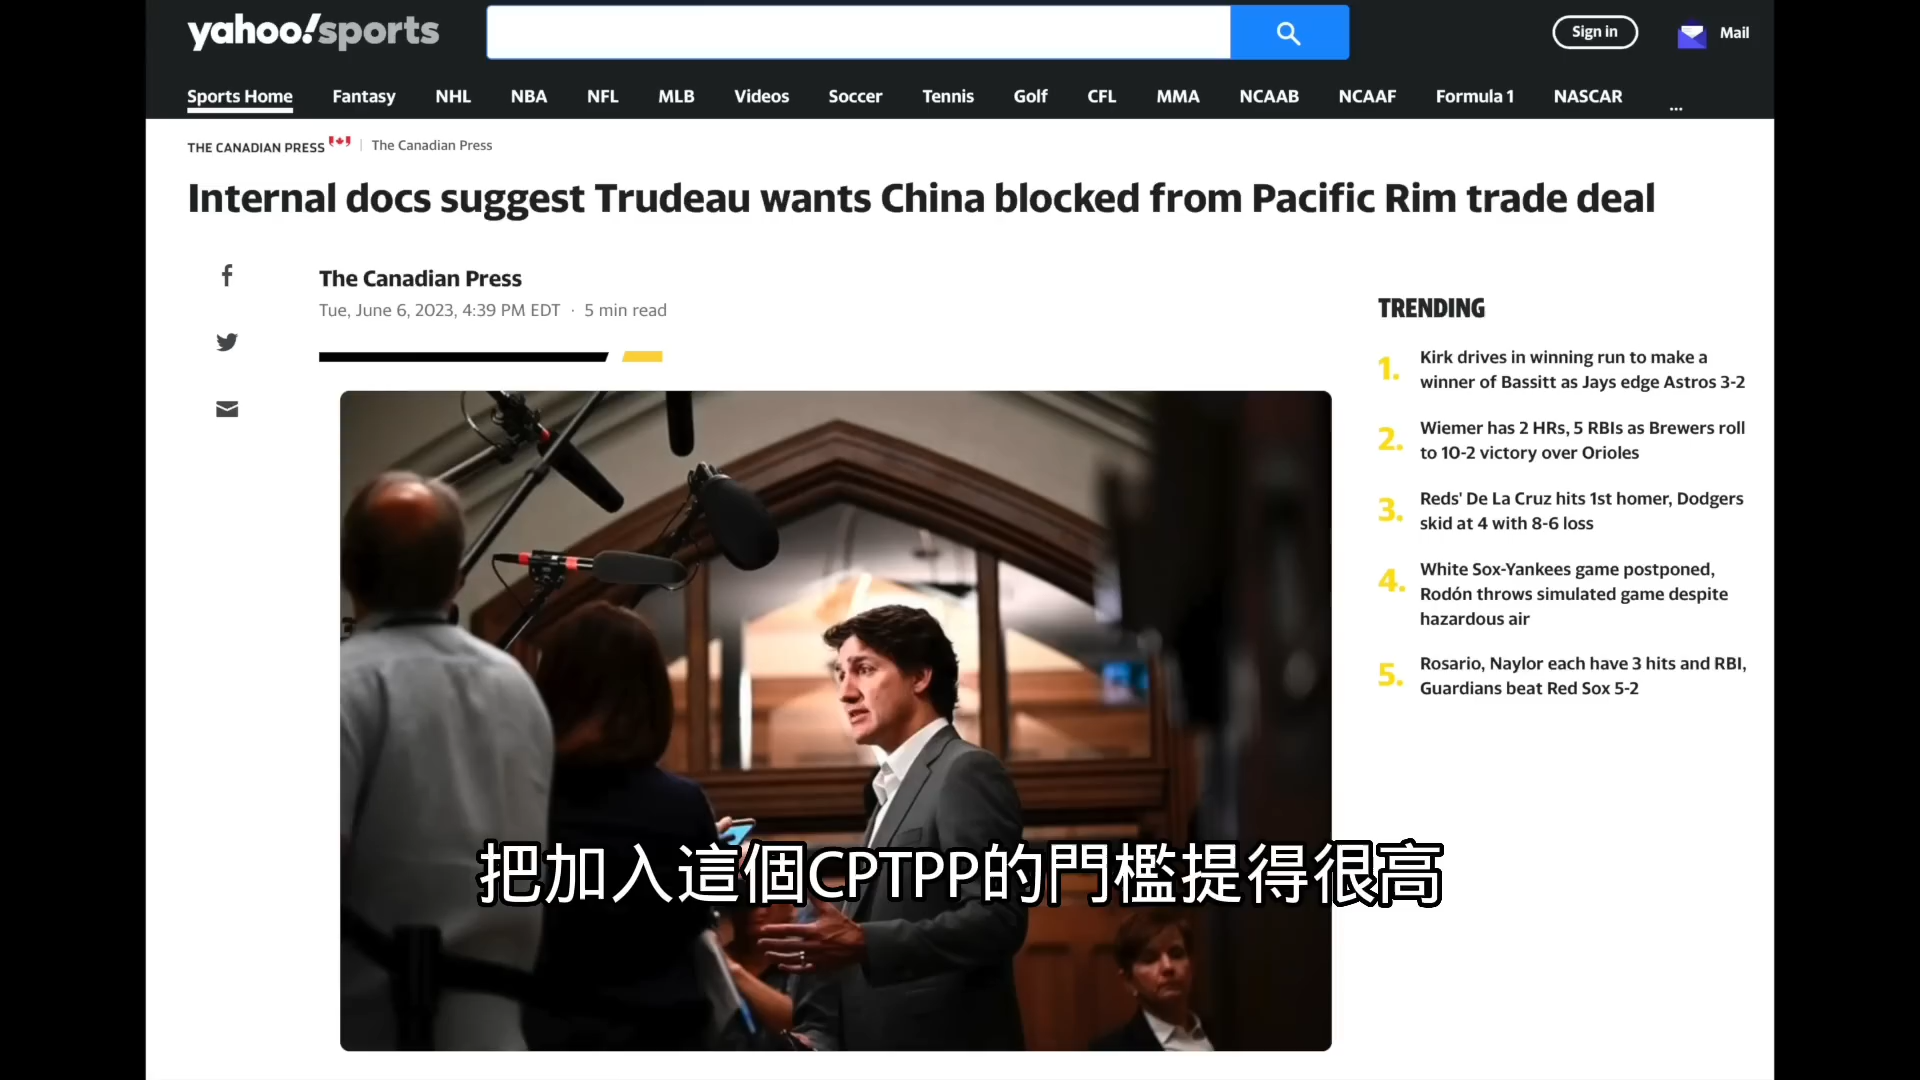 yahoo!sports
Sign in
Mail
Sports Home Fantasy NHL NBA NFL MLB Videos Soccer Tennis Golf CFL MMA NCAAB NCAAF Formula 1 NASCAR ...
THE CANADIAN PRESS | The Canadian Press
Internal docs suggest Trudeau wants China blocked from Pacific Rim trade deal
The Canadian Press
Tue, June 6, 2023, 4:39 PM EDT · 5 min read
TRENDING
1. Kirk drives in winning run to make a
winner of Bassitt as Jays edge Astros 3-2
2. Wiemer has 2 HRs, 5 RBIs as Brewers roll
to 10-2 victory over Orioles
3. Reds' De La Cruz hits 1st homer, Dodgers
skid at 4 with 8-6 loss
4. White Sox-Yankees game postponed,
Rodón throws simulated game despite
hazardous air
5. Rosario, Naylor each have 3 hits and RBI,
Guardians beat Red Sox 5-2
把加入這個CPTPP的門檻提得很高